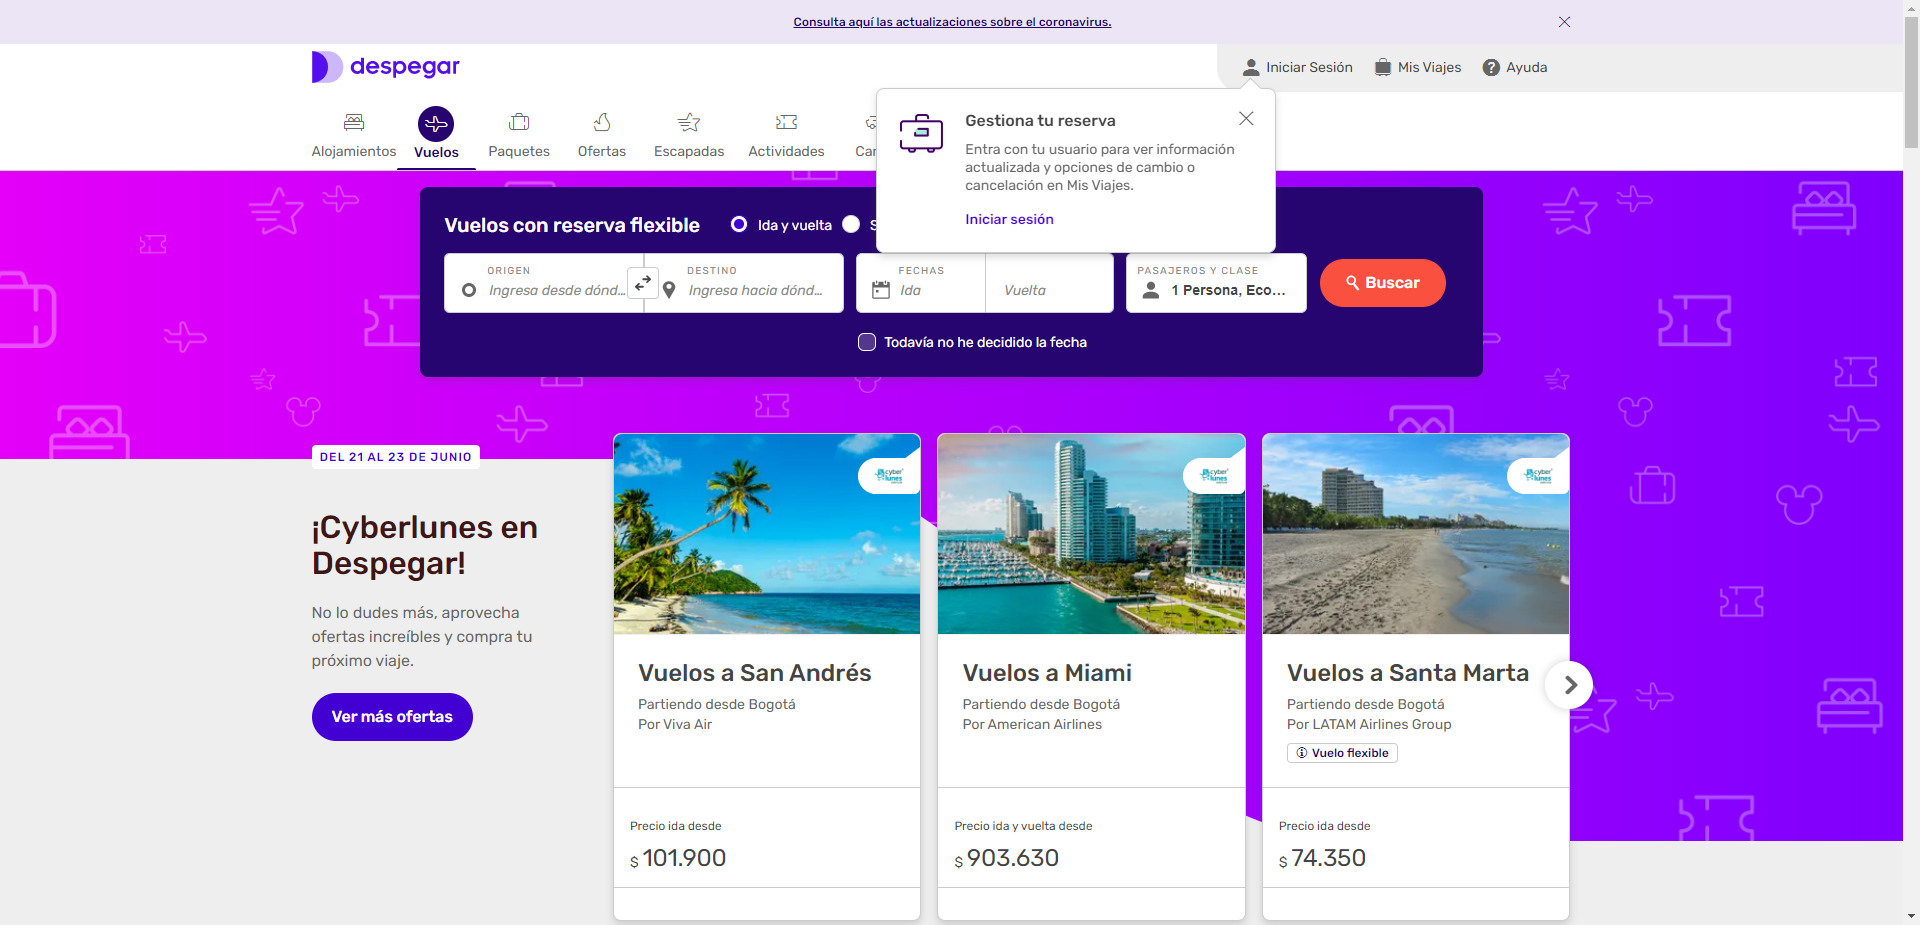 Consulta aquí las actualizaciones sobre el coronavirus.
despegar
Iniciar Sesión
Mis Viajes
Ayuda
Alojamientos
Vuelos
Paquetes
Ofertas
Escapadas
Actividades
Gestiona tu reserva
Entra con tu usuario para ver información
actualizada y opciones de cambio o
cancelación en Mis Viajes.
Iniciar sesión
Vuelos con reserva flexible
Ida y vuelta
ORIGEN
Ingresa desde dónd...
DESTINO
Ingresa hacia dónd...
FECHAS
Ida
Vuelta
PASAJEROS Y CLASE
1 Persona, Eco...
Buscar
Todavía no he decidido la fecha
DEL 21 AL 23 DE JUNIO
¡Cyberlunes en
Despegar!
No lo dudes más, aprovecha
ofertas increíbles y compra tu
próximo viaje.
Ver más ofertas
cyber
lunes
Vuelos a San Andrés
Partiendo desde Bogotá
Por Viva Air
Precio ida desde
$ 101.900
cyber
lunes
Vuelos a Miami
Partiendo desde Bogotá
Por American Airlines
Precio ida y vuelta desde
$ 903.630
cyber
lunes
Vuelos a Santa Marta
Partiendo desde Bogotá
Por LATAM Airlines Group
Vuelo flexible
Precio ida desde
$ 74.350